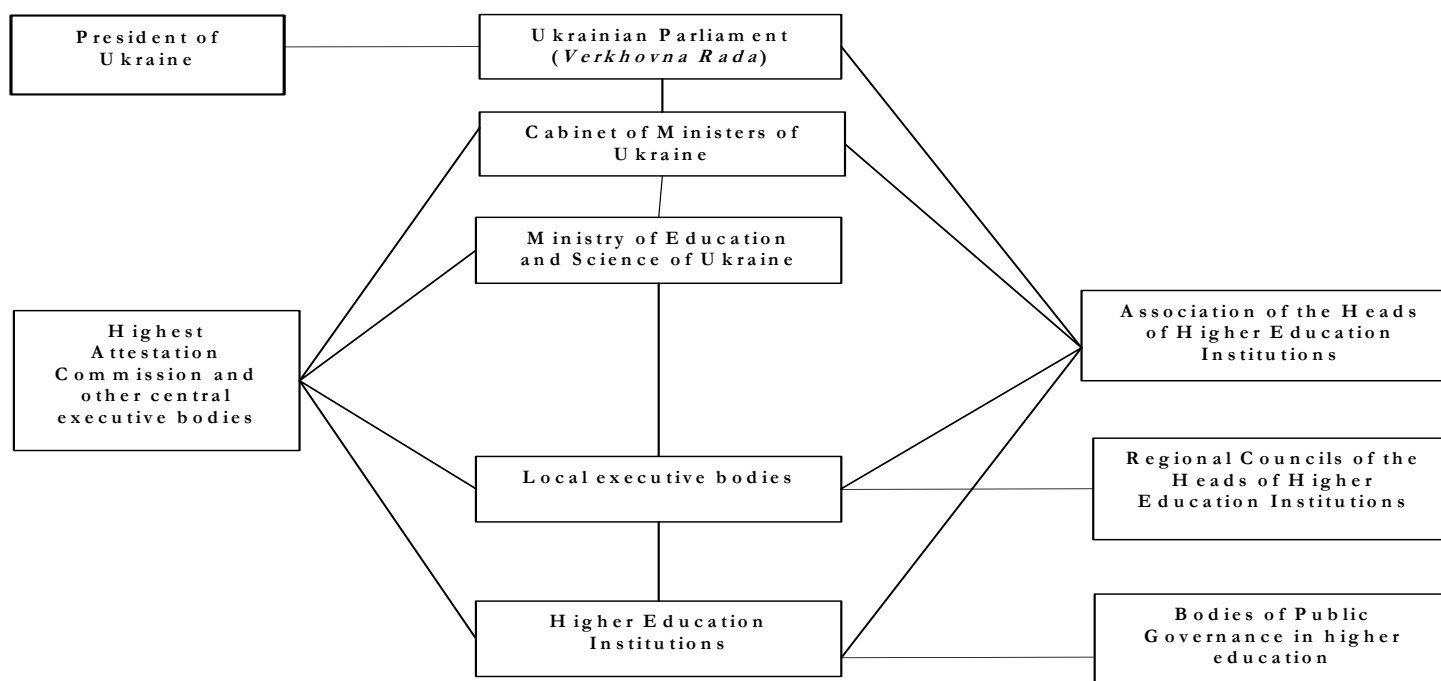 President of
Ukraine
Ukrainian Parliament
(Verkhovna Rada)
Cabinet of Ministers of
Ukraine
Ministry of Education
and Science of Ukraine
Highest
Attestation
Commission and
other central
executive bodies
Association of the Heads
of Higher Education
Institutions
Local executive bodies
Regional Councils of the
Heads of Higher
Education Institutions
Higher Education
Institutions
Bodies of Public
Governance in higher
education